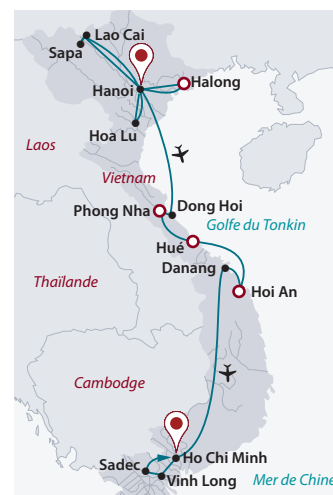 Lao Cai
Sapa
Hanoi
Halong
Hoa Lu
Laos
Vietnam
Phong Nha
Dong Hoi
Golfe du Tonkin
Hué
Danang
Thaïlande
Hoi An
Cambodge
Ho Chi Minh
Sadec
Vinh Long
Mer de Chine